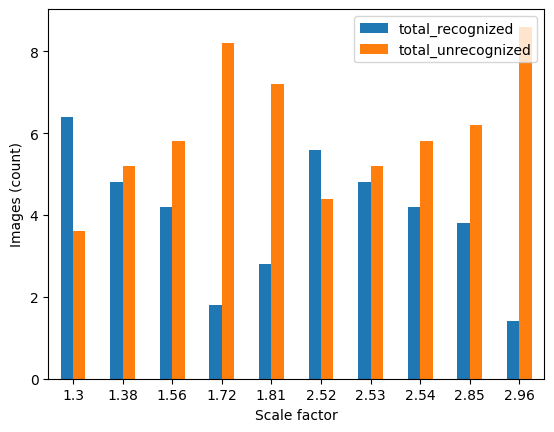 total_recognized
total_unrecognized
Images (count)
8
6
4
2
0
1.3 1.38 1.56 1.72 1.81 2.52 2.53 2.54 2.85 2.96
Scale factor